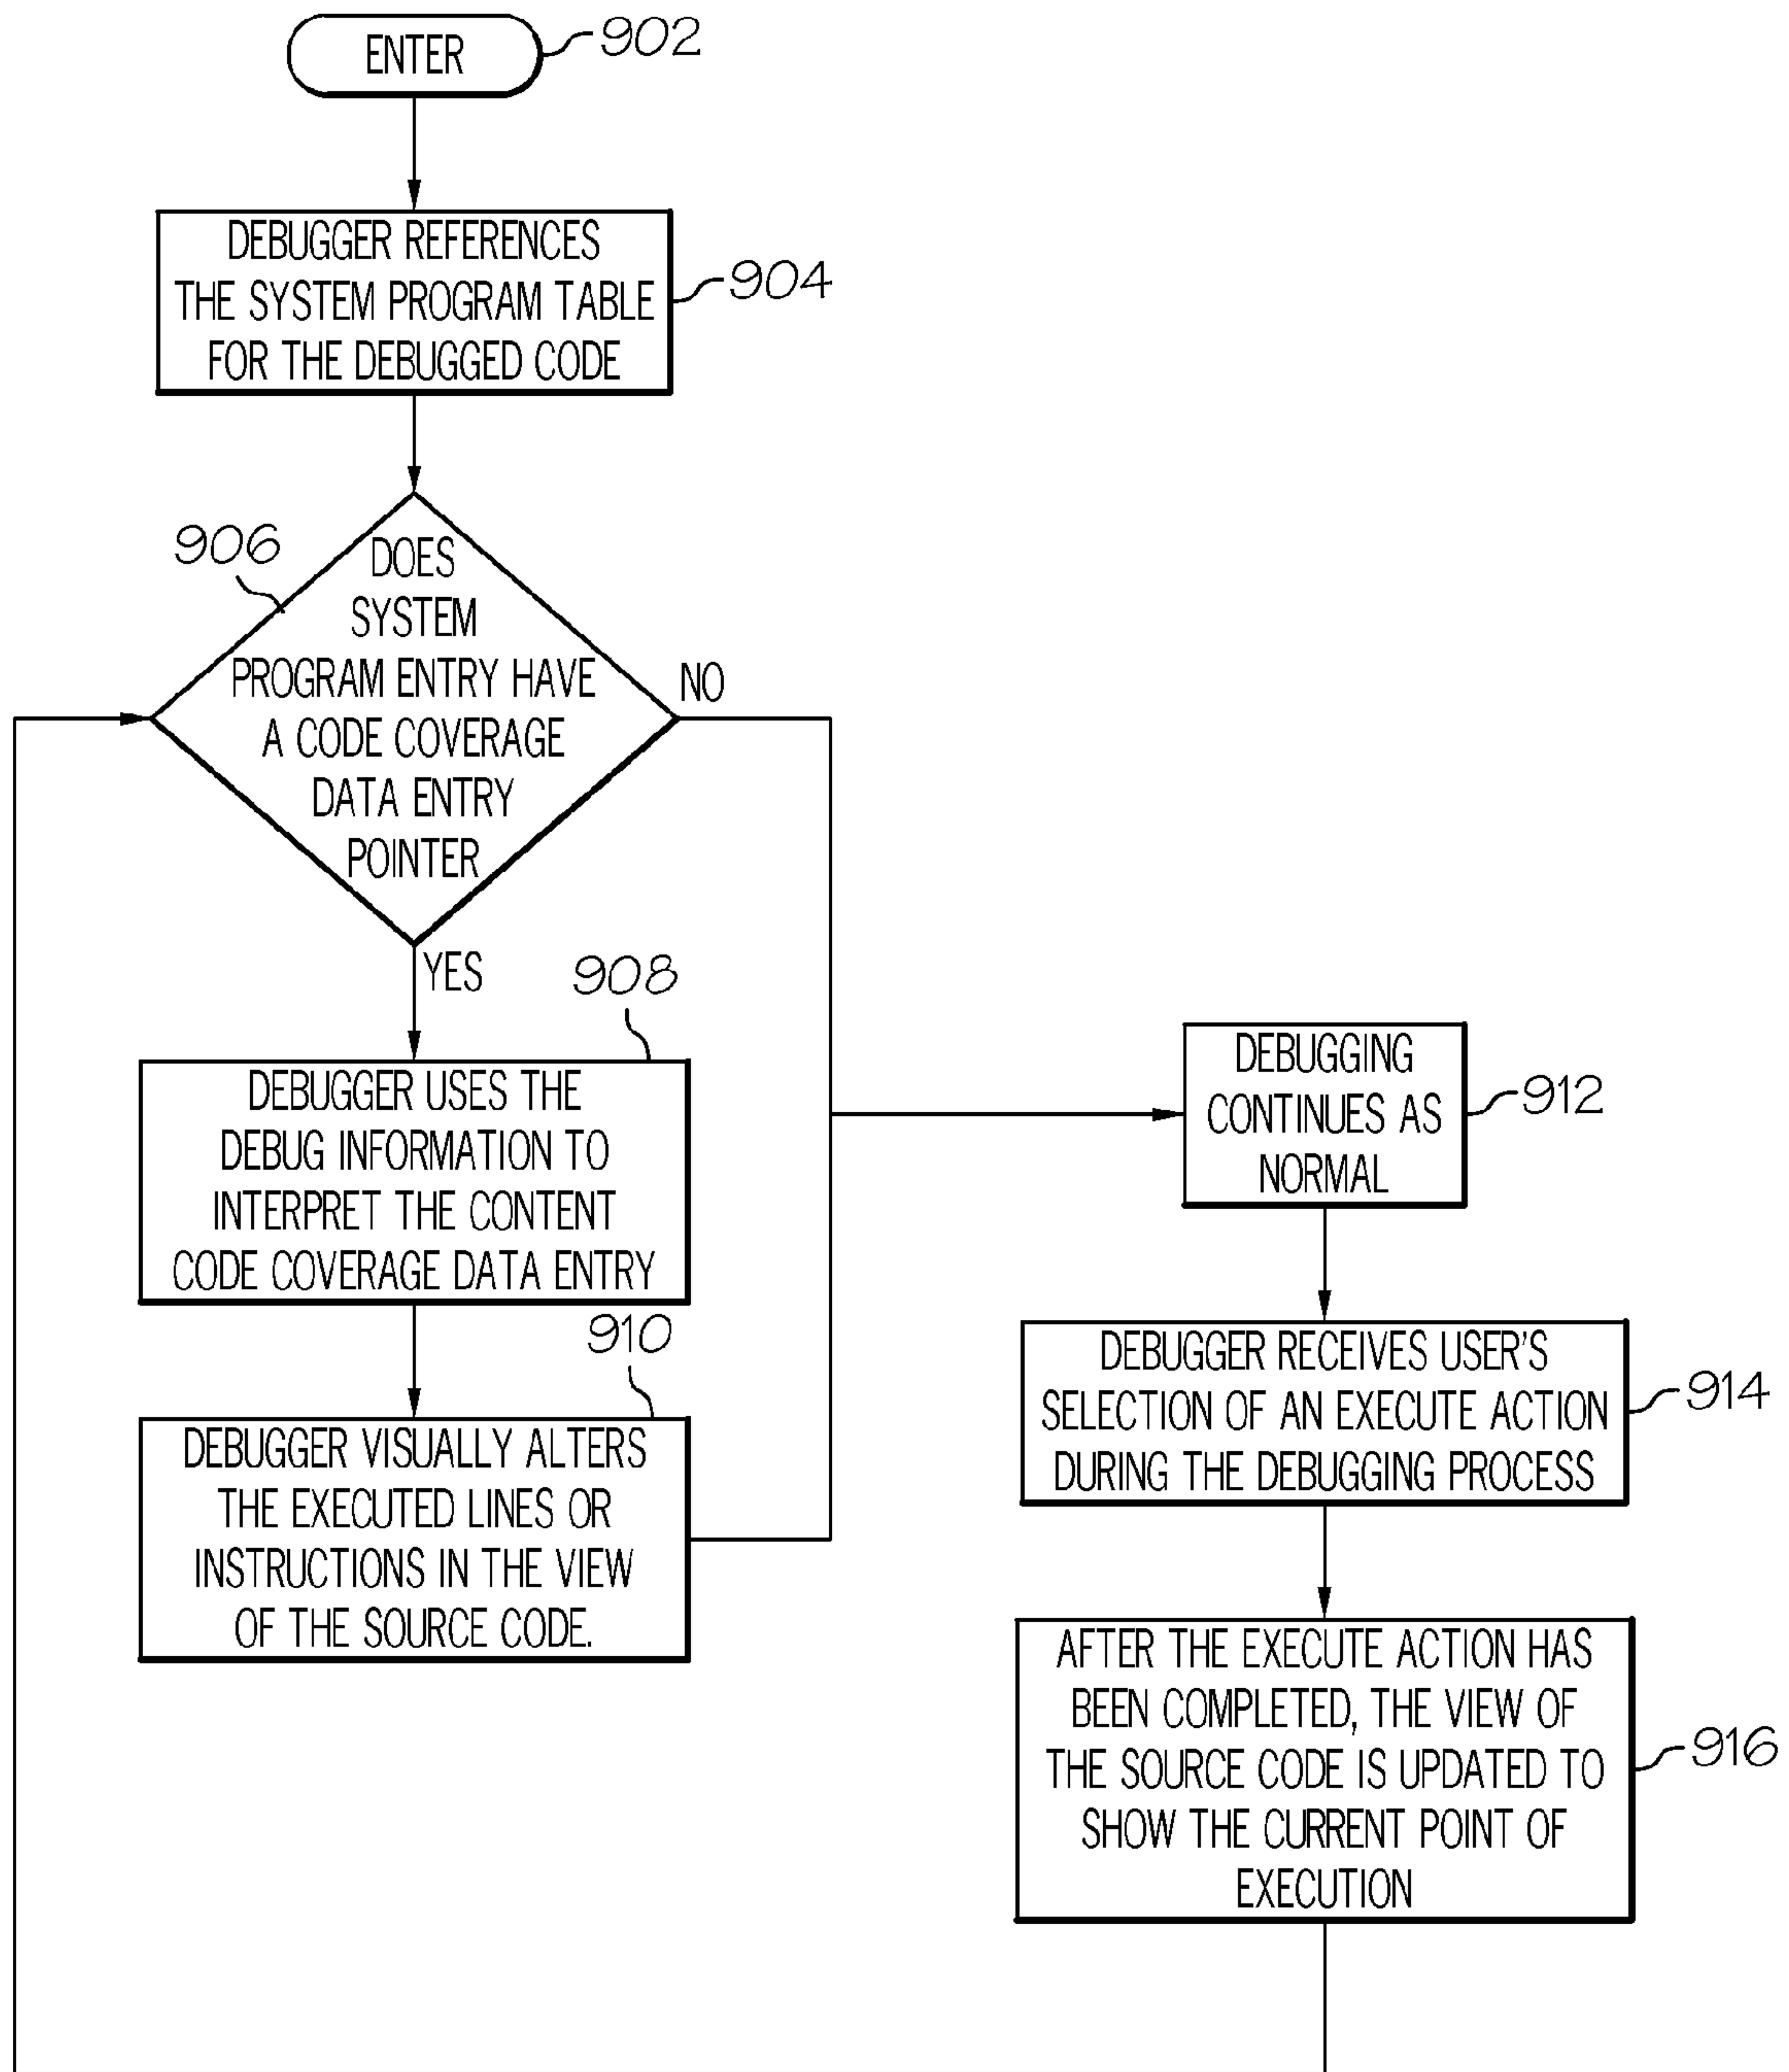 ENTER
902
DEBUGGER REFERENCES
THE SYSTEM PROGRAM TABLE
FOR THE DEBUGGED CODE
904
906
DOES
SYSTEM
PROGRAM ENTRY HAVE
A CODE COVERAGE
DATA ENTRY
POINTER
NO
YES
908
DEBUGGER USES THE
DEBUG INFORMATION TO
INTERPRET THE CONTENT
CODE COVERAGE DATA ENTRY
910
DEBUGGER VISUALLY ALTERS
THE EXECUTED LINES OR
INSTRUCTIONS IN THE VIEW
OF THE SOURCE CODE.
DEBUGGING
CONTINUES AS
NORMAL
912
DEBUGGER RECEIVES USER'S
SELECTION OF AN EXECUTE ACTION
DURING THE DEBUGGING PROCESS
914
AFTER THE EXECUTE ACTION HAS
BEEN COMPLETED, THE VIEW OF
THE SOURCE CODE IS UPDATED TO
SHOW THE CURRENT POINT OF
EXECUTION
916